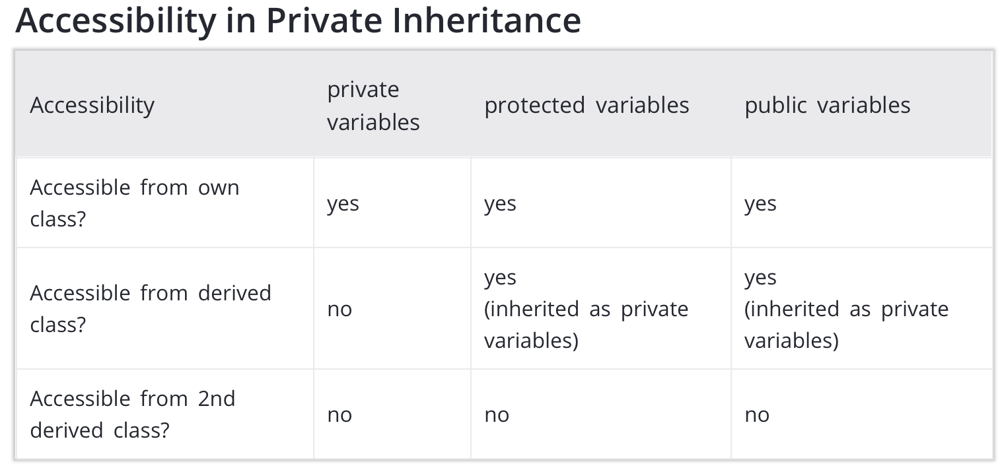 Accessibility in Private Inheritance
Accessibility
private
variables
protected variables
public variables
Accessible from own
class?
yes
yes
yes
Accessible from derived
class?
no
yes
(inherited as private
variables)
yes
(inherited as private
variables)
Accessible from 2nd
derived class?
no
no
no